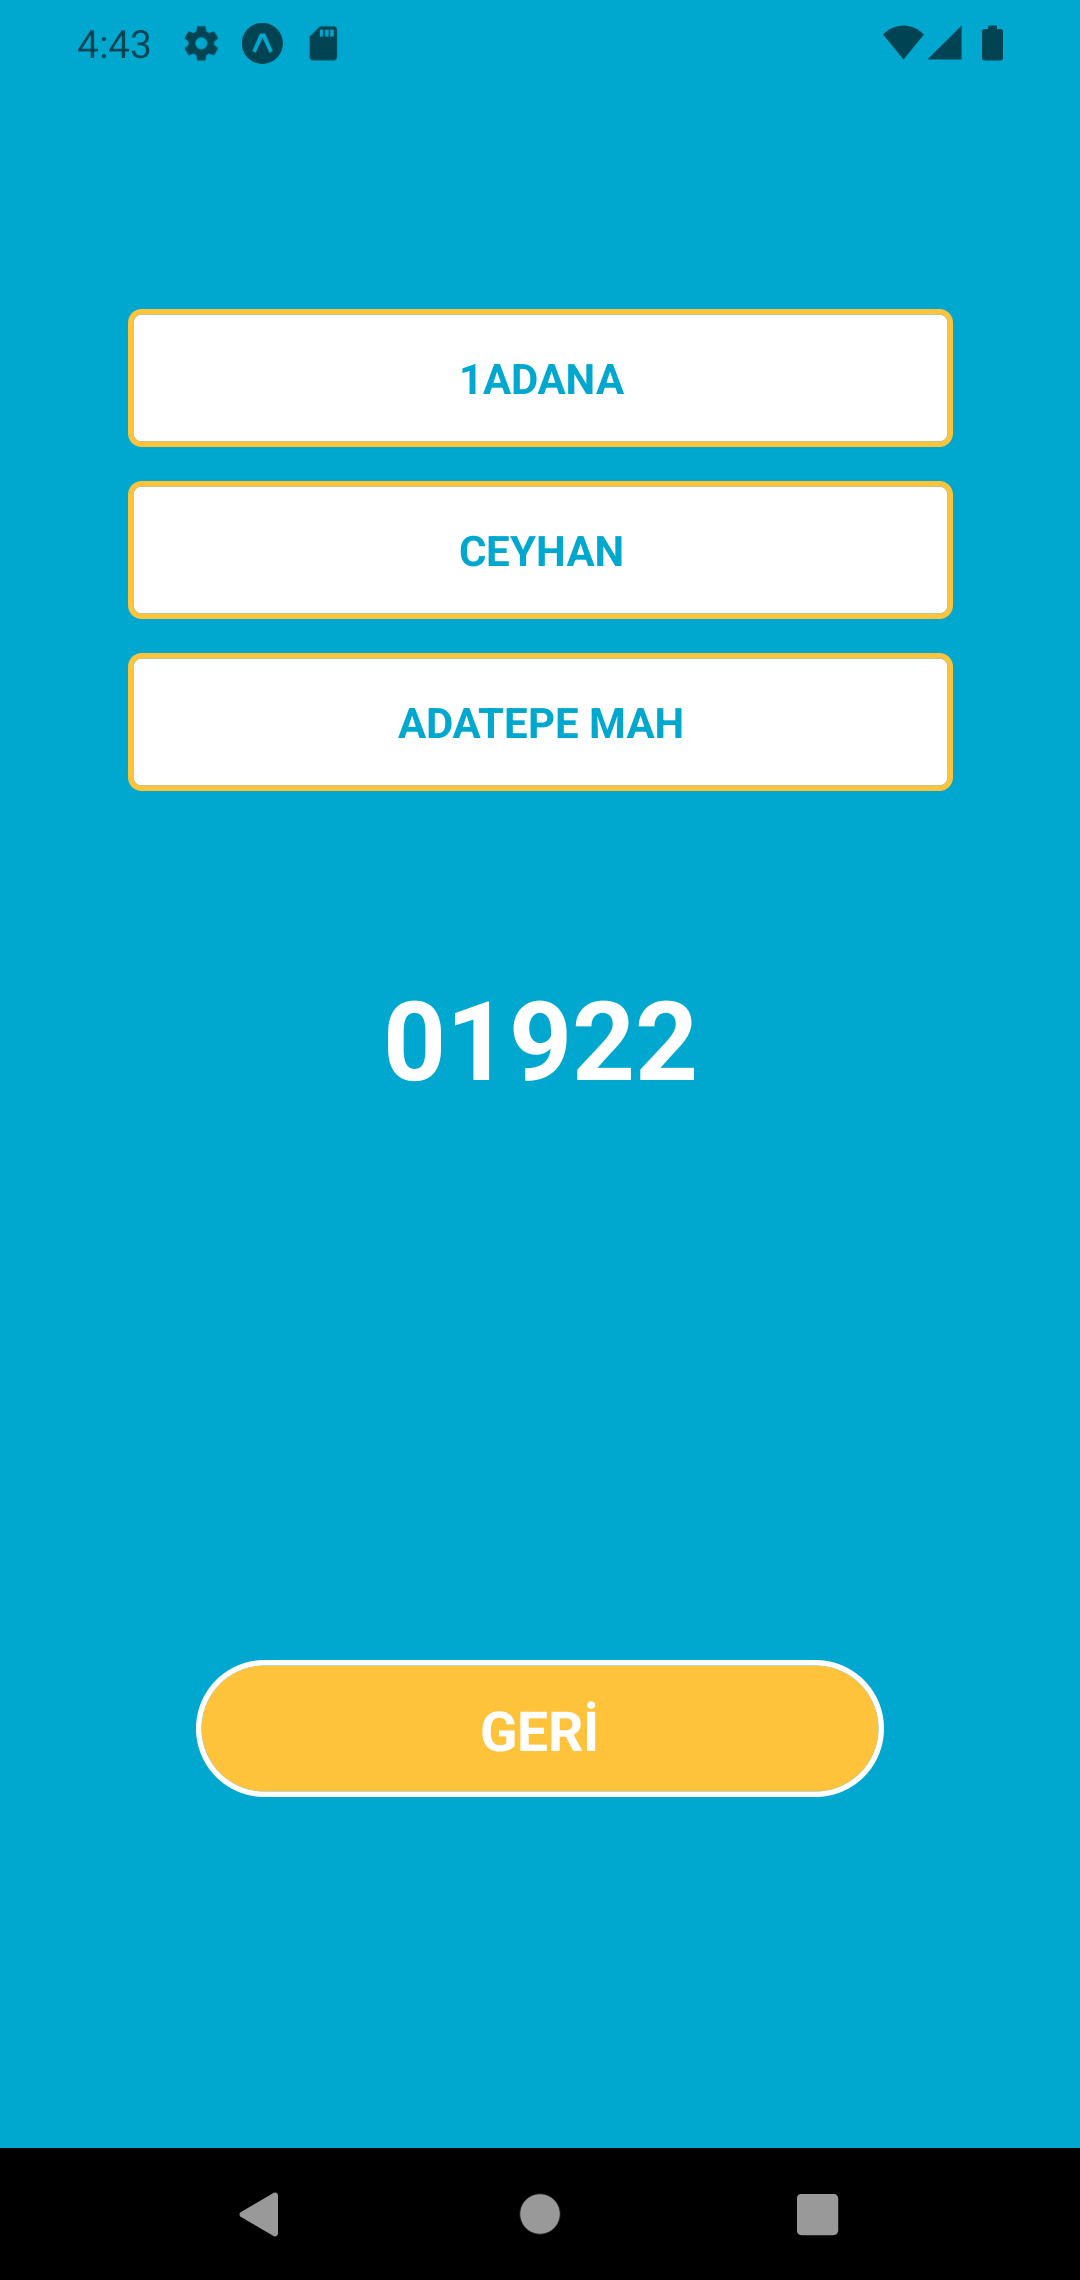 4:43
1ADANA
CEYHAN
ADATEPE MAH
01922
GERİ